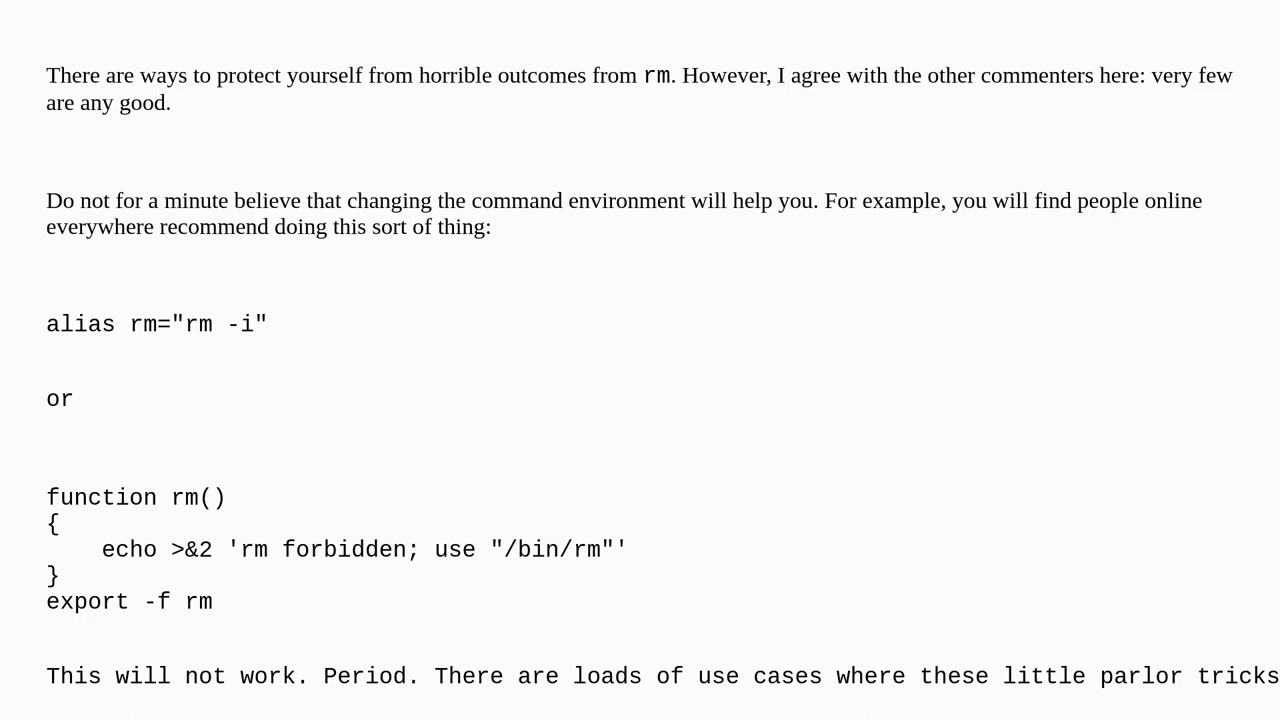 There are ways to protect yourself from horrible outcomes from rm. However, I agree with the other commenters here: very few
are any good.
Do not for a minute believe that changing the command environment will help you. For example, you will find people online
everywhere recommend doing this sort of thing:
alias rm="rm -i"
or
function rm()
{
    echo >&2 'rm forbidden; use "/bin/rm"'
}
export -f rm
This will not work. Period. There are loads of use cases where these little parlor tricks